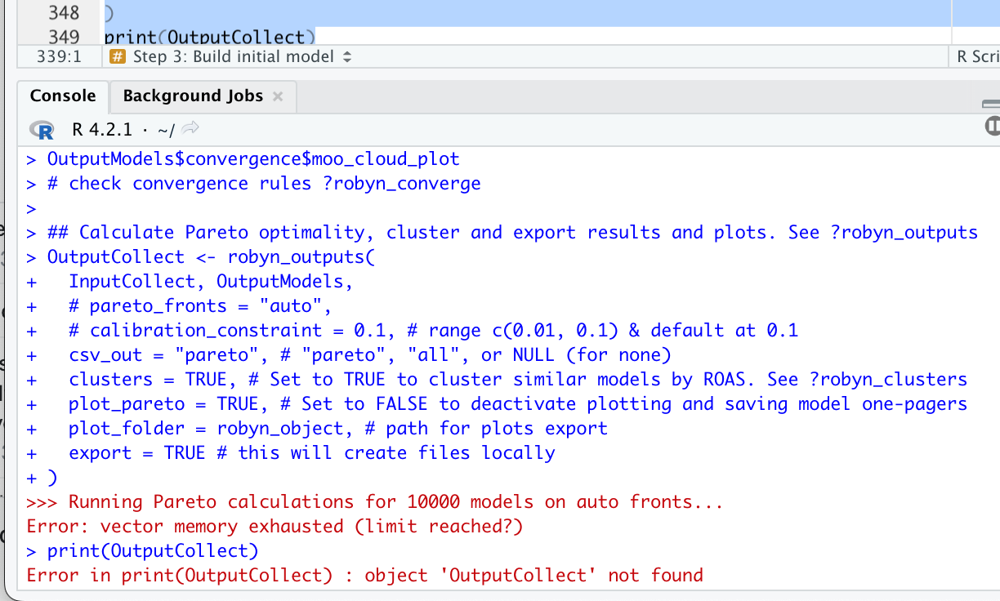 348 )
349 print(OutputCollect)
339:1 # Step 3: Build initial model R Scri
Console Background Jobs ×
R R 4.2.1 · ~/
> OutputModels$convergence$moo_cloud_plot
> # check convergence rules ?robyn_converge
>
> ## Calculate Pareto optimality, cluster and export results and plots. See ?robyn_outputs
> OutputCollect <- robyn_outputs(
+   InputCollect, OutputModels,
+   # pareto_fronts = "auto",
+   # calibration_constraint = 0.1, # range c(0.01, 0.1) & default at 0.1
+   csv_out = "pareto", # "pareto", "all", or NULL (for none)
+   clusters = TRUE, # Set to TRUE to cluster similar models by ROAS. See ?robyn_clusters
+   plot_pareto = TRUE, # Set to FALSE to deactivate plotting and saving model one-pagers
+   plot_folder = robyn_object, # path for plots export
+   export = TRUE # this will create files locally
+ )
>>> Running Pareto calculations for 10000 models on auto fronts...
Error: vector memory exhausted (limit reached?)
> print(OutputCollect)
Error in print(OutputCollect) : object 'OutputCollect' not found